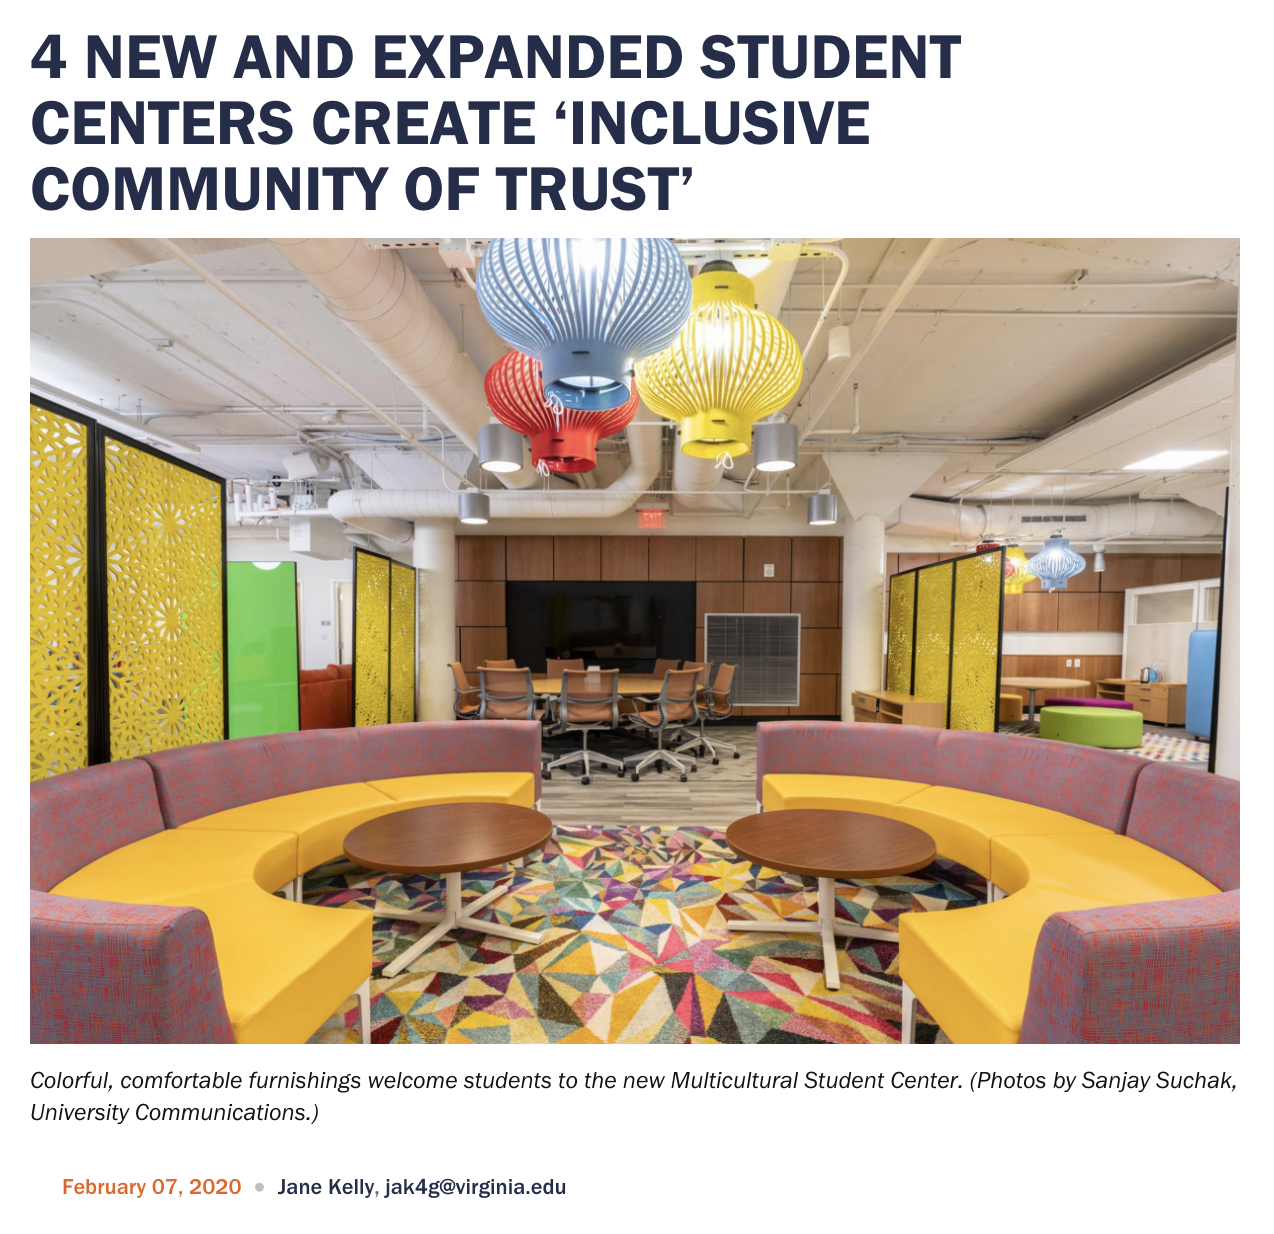 4 NEW AND EXPANDED STUDENT
CENTERS CREATE ‘INCLUSIVE
COMMUNITY OF TRUST’
EXIT
Colorful, comfortable furnishings welcome students to the new Multicultural Student Center. (Photos by Sanjay Suchak,
University Communications.)
February 07, 2020 • Jane Kelly, jak4g@virginia.edu